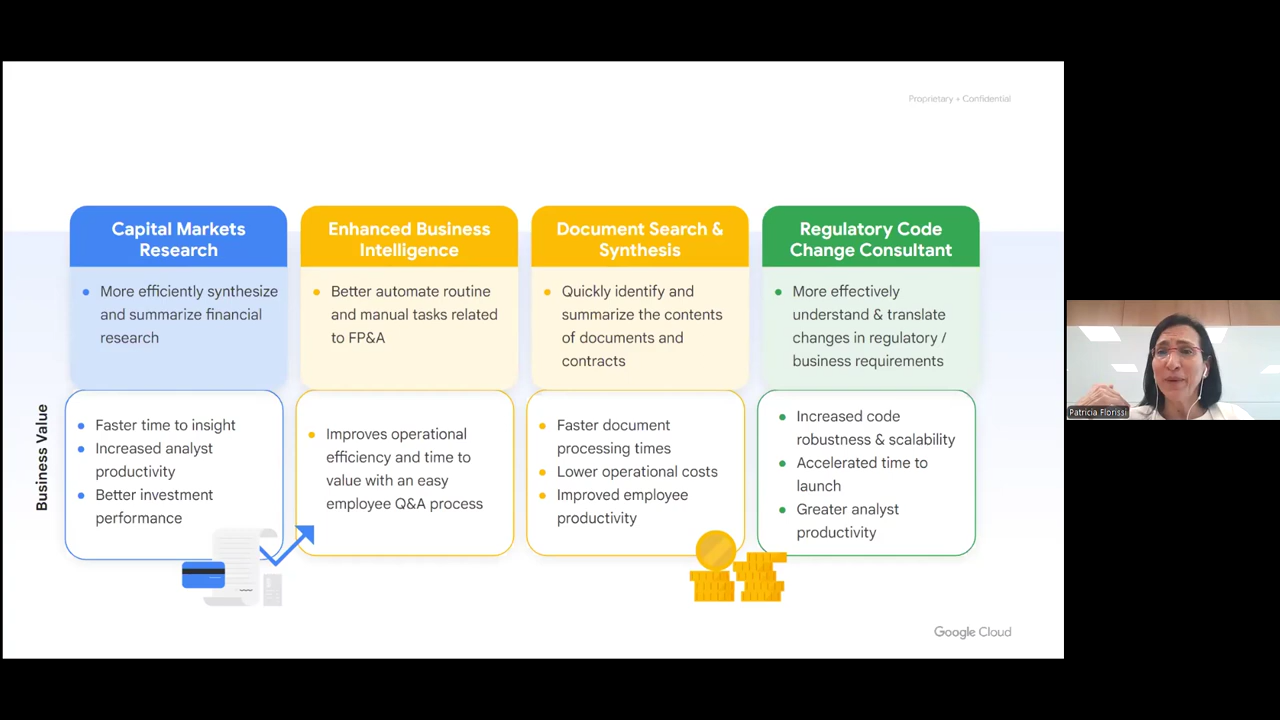 Proprietary + Confidential
Capital Markets
Research
More efficiently synthesize
and summarize financial
research
Faster time to insight
Increased analyst
productivity
Better investment
performance
Enhanced Business
Intelligence
Better automate routine
and manual tasks related
to FP&A
Improves operational
efficiency and time to
value with an easy
employee Q&A process
Document Search &
Synthesis
Quickly identify and
summarize the contents
of documents and
contracts
Faster document
processing times
Lower operational costs
Improved employee
productivity
Regulatory Code
Change Consultant
More effectively
understand & translate
changes in regulatory /
business requirements
Increased code
robustness & scalability
Accelerated time to
launch
Greater analyst
productivity
Business Value
Google Cloud
Patricia Florissi